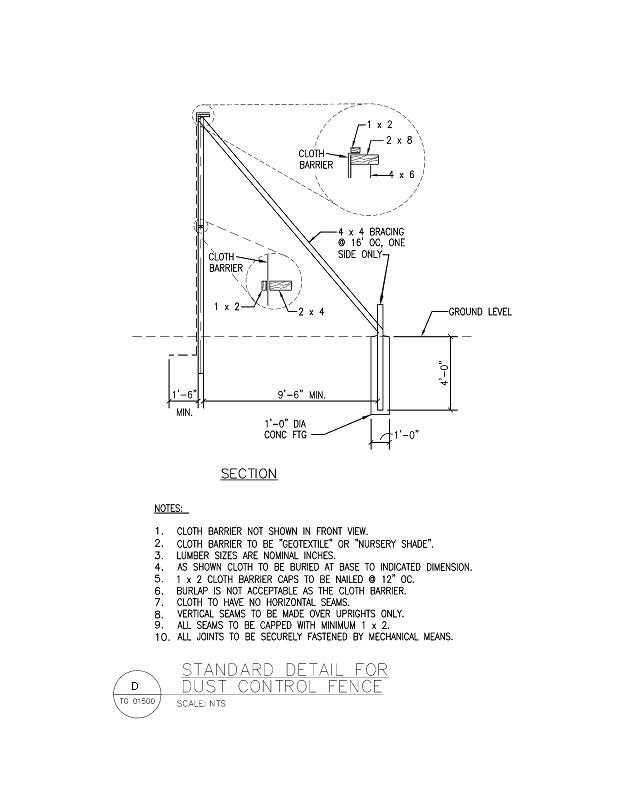 1 x 2
2 x 8
CLOTH
BARRIER
4 x 6
4 x 4 BRACING
@ 16' OC, ONE
SIDE ONLY
CLOTH
BARRIER
1 x 2
2 x 4
GROUND LEVEL
4'-0"
1'-6"
MIN.
9'-6" MIN.
1'-0" DIA
CONC FTG
1'-0"
SECTION
NOTES:
1. CLOTH BARRIER NOT SHOWN IN FRONT VIEW.
2. CLOTH BARRIER TO BE "GEOTEXTILE" OR "NURSERY SHADE".
3. LUMBER SIZES ARE NOMINAL INCHES.
4. AS SHOWN CLOTH TO BE BURIED AT BASE TO INDICATED DIMENSION.
5. 1 x 2 CLOTH BARRIER CAPS TO BE NAILED @ 12" OC.
6. BURLAP IS NOT ACCEPTABLE AS THE CLOTH BARRIER.
7. CLOTH TO HAVE NO HORIZONTAL SEAMS.
8. VERTICAL SEAMS TO BE MADE OVER UPRIGHTS ONLY.
9. ALL SEAMS TO BE CAPPED WITH MINIMUM 1 x 2.
10. ALL JOINTS TO BE SECURELY FASTENED BY MECHANICAL MEANS.
STANDARD DETAIL FOR
DUST CONTROL FENCE
D
TG 01500
SCALE: NTS